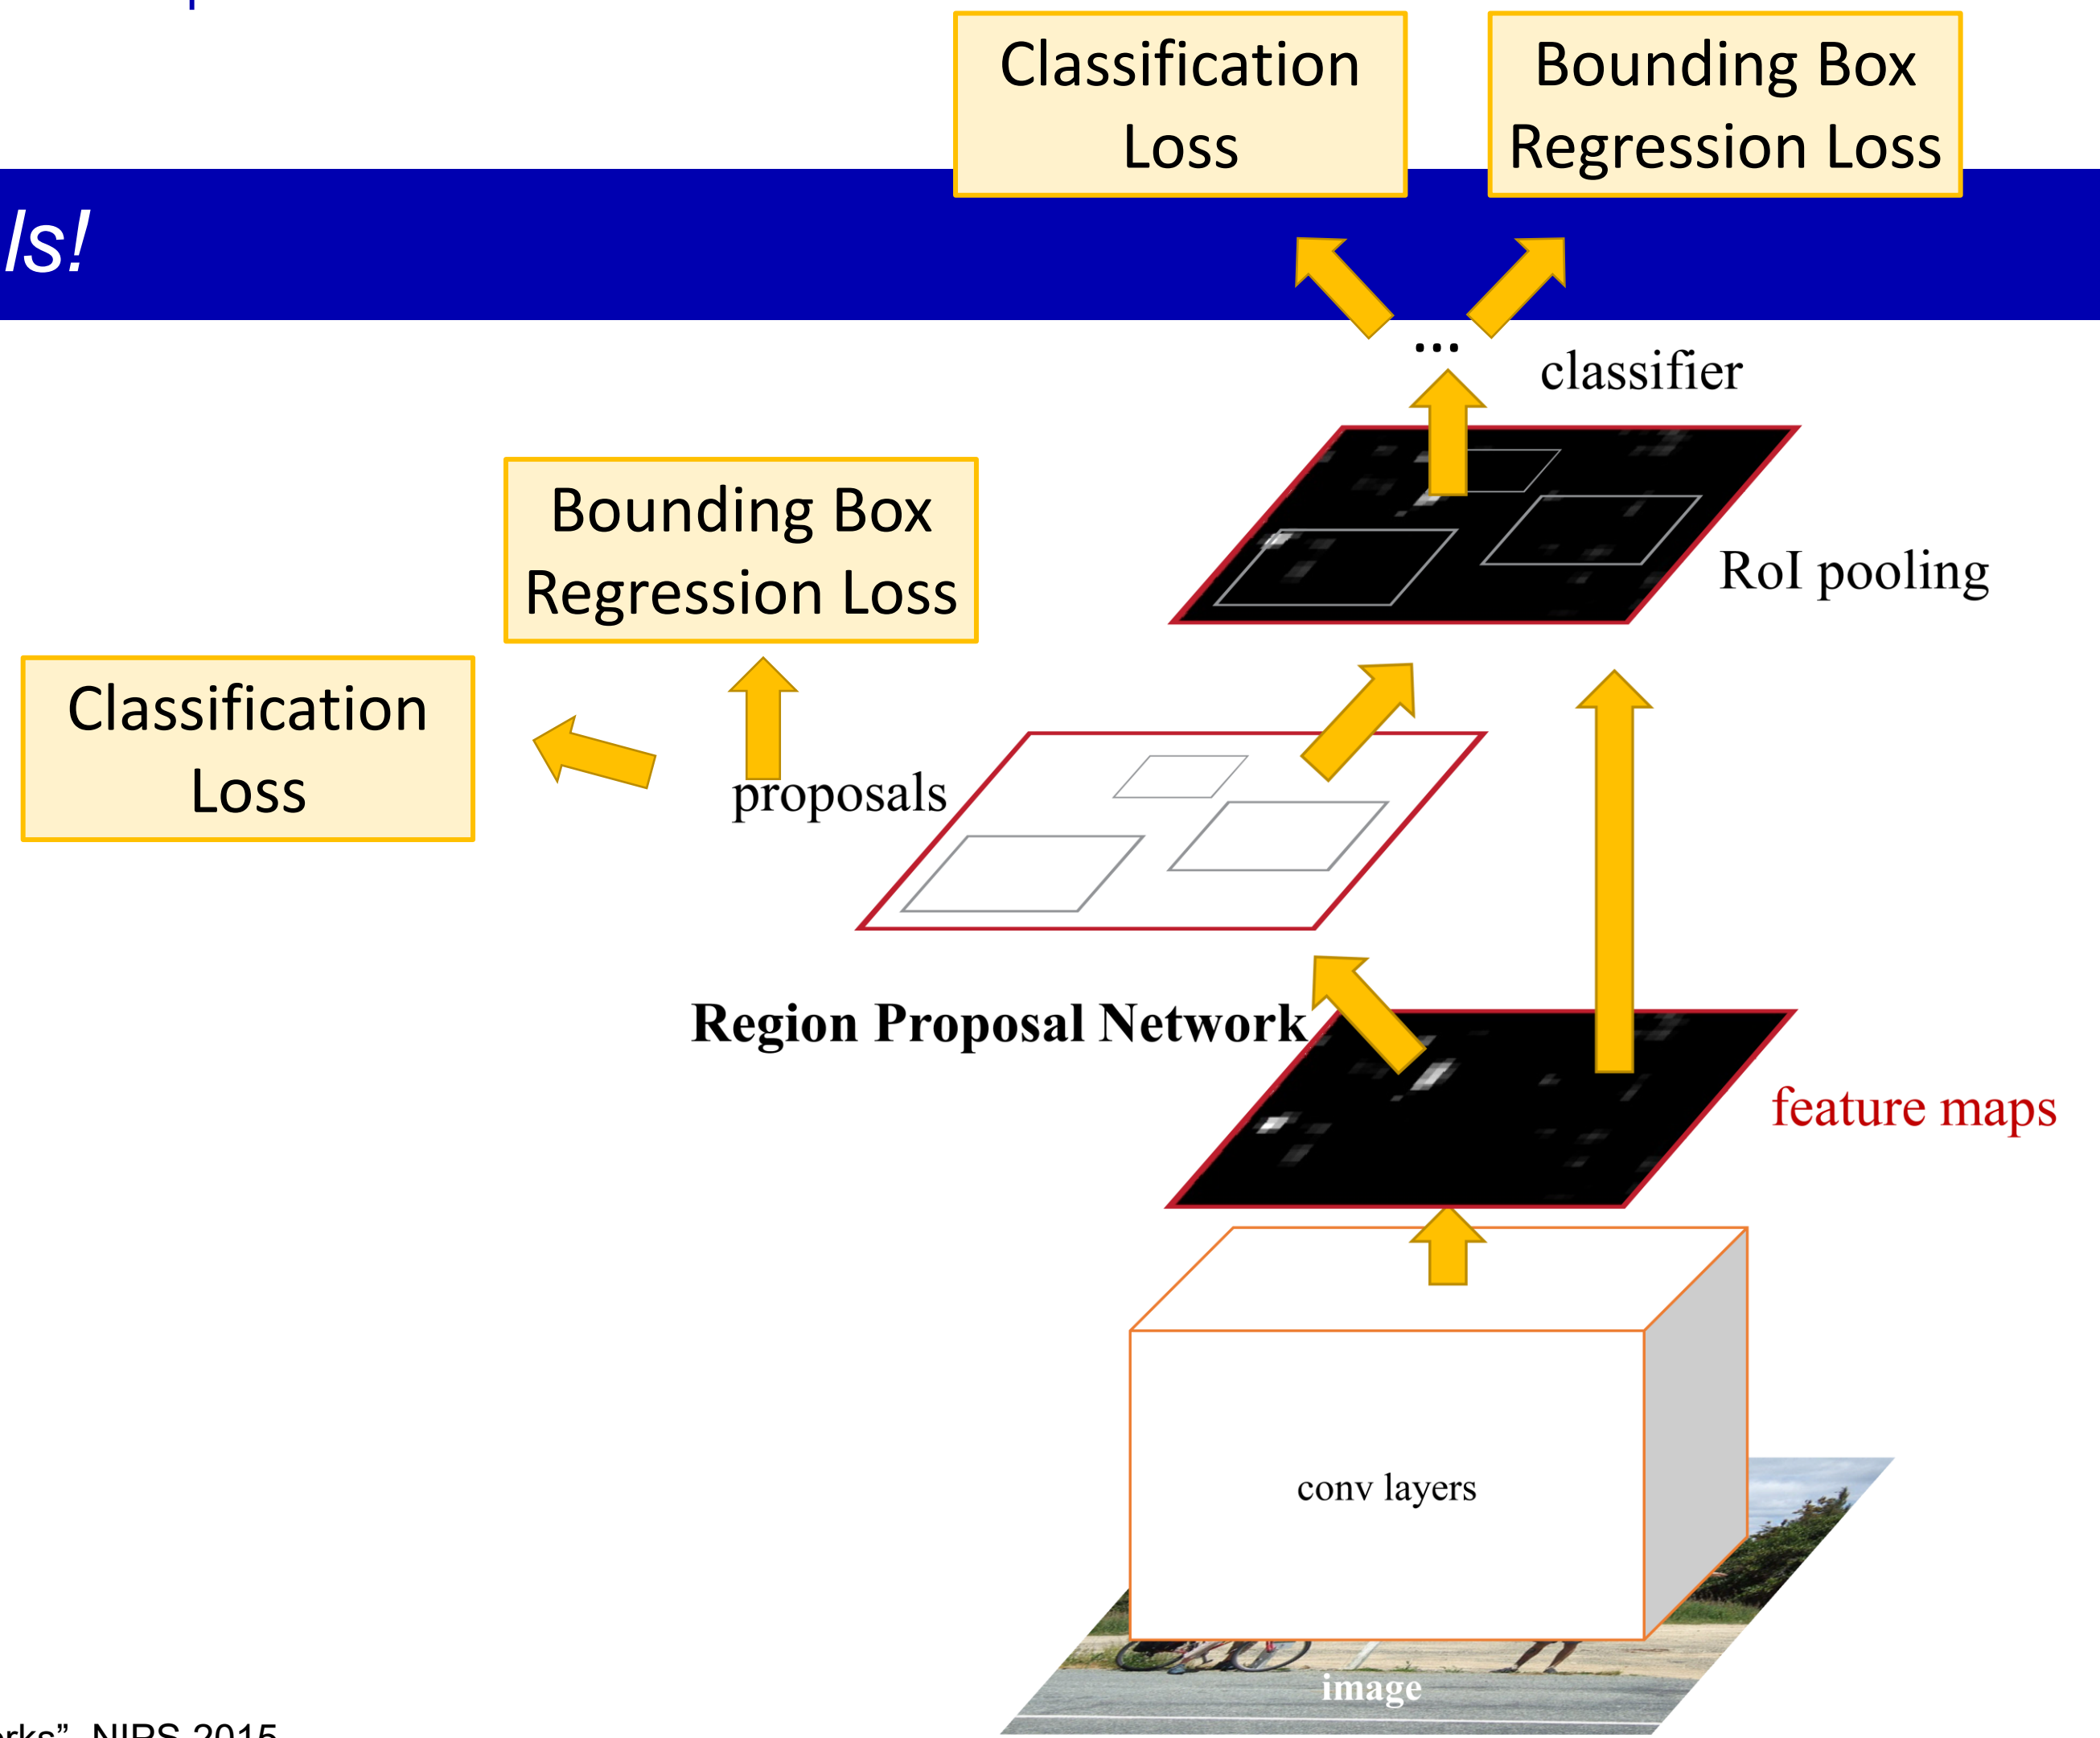 Classification
Loss
Bounding Box
Regression Loss
ls!
...
classifier
Bounding Box
Regression Loss
RoI pooling
Classification
Loss
proposals
Region Proposal Network
feature maps
conv layers
image
NIPS 2015